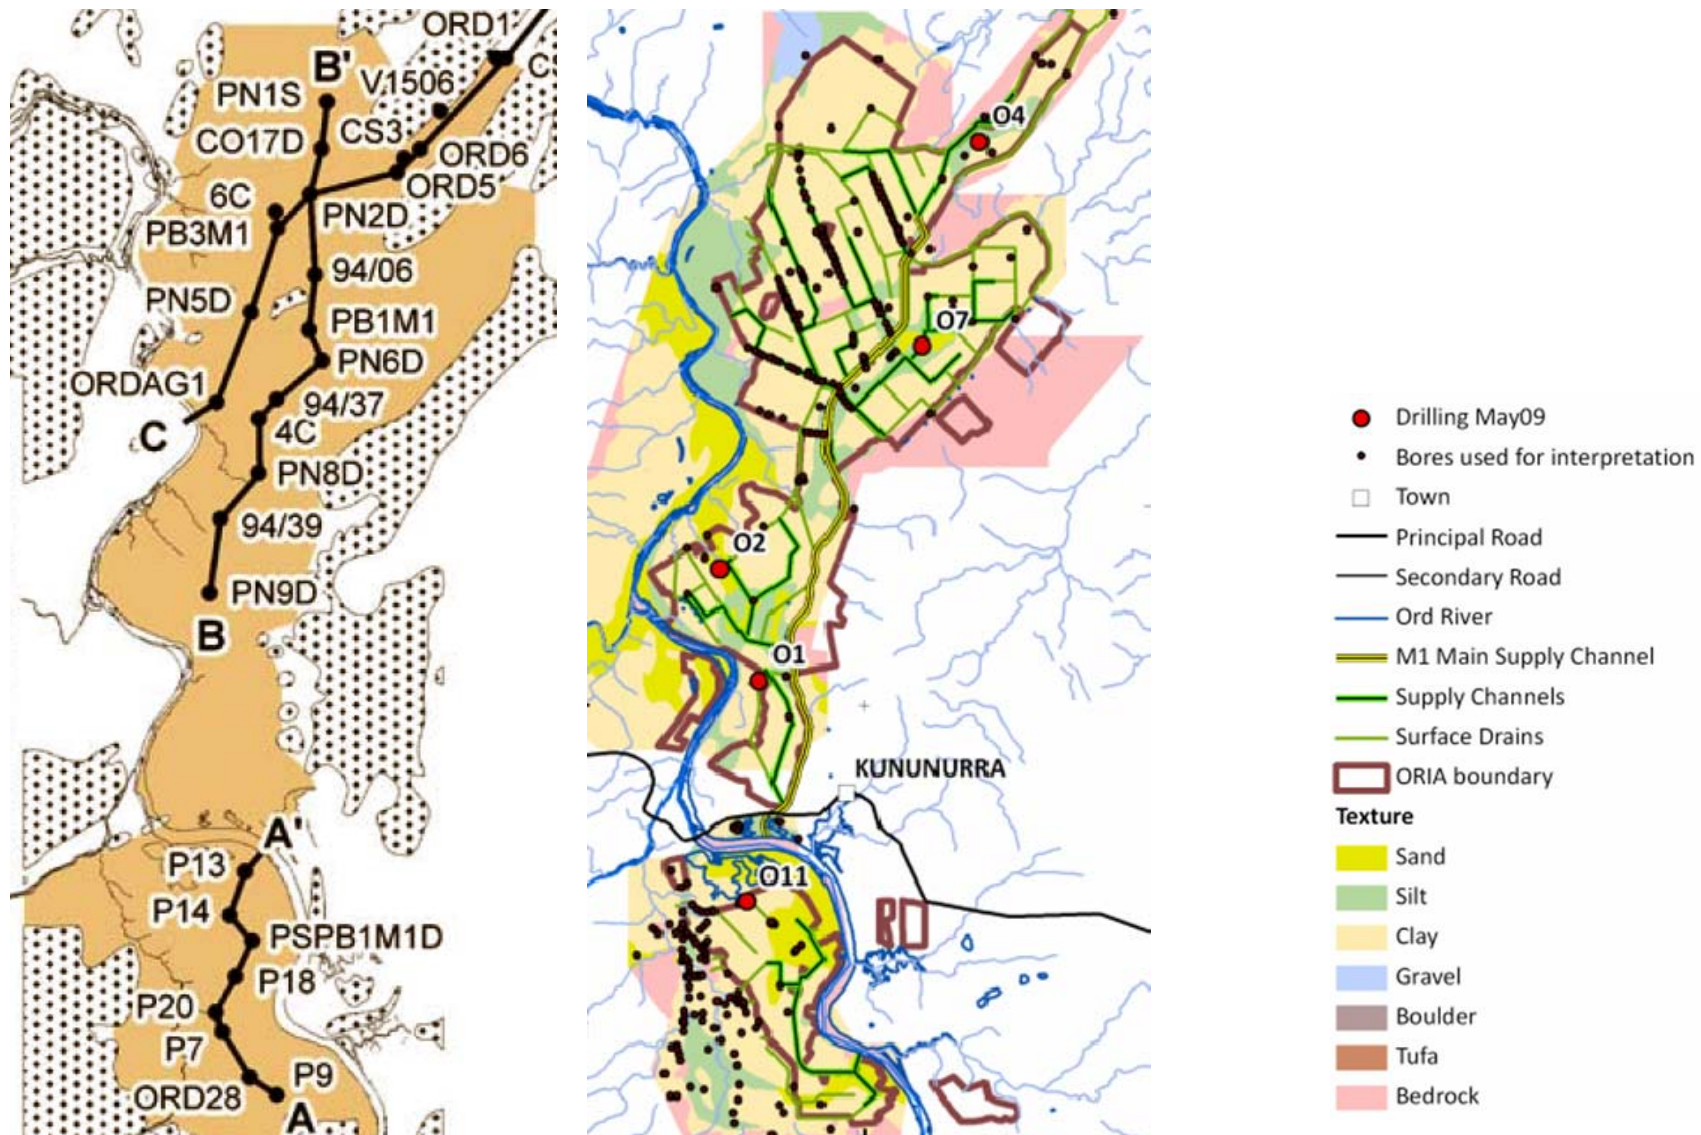 ORD1
B'
C
PN1S
V1506
CO17D
CS3
ORD6
ORD5
6C
PN2D
PB3M1
94/06
PN5D
PB1M1
PN6D
ORDAG1
94/37
C
4C
PN8D
94/39
PN9D
B
A'
P13
P14
PSPB1M1D
P18
P20
P7
P9
ORD28
A
O4
O7
O2
O1
KUNUNURRA
O11
Drilling May09
Bores used for interpretation
Town
Principal Road
Secondary Road
Ord River
M1 Main Supply Channel
Supply Channels
Surface Drains
ORIA boundary
Texture
Sand
Silt
Clay
Gravel
Boulder
Tufa
Bedrock